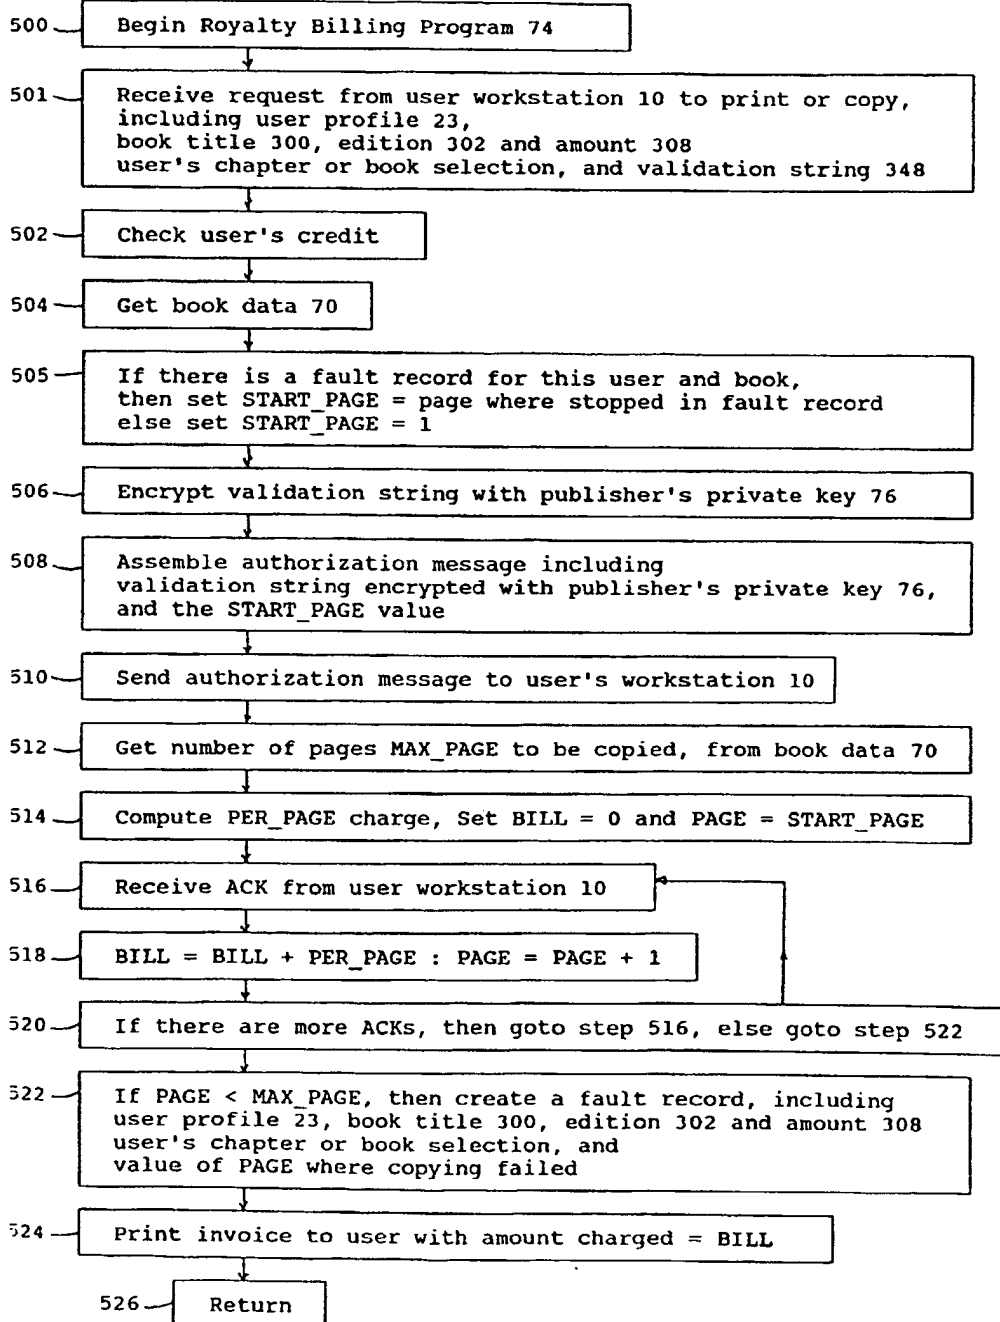 500 Begin Royalty Billing Program 74
501 Receive request from user workstation 10 to print or copy,
including user profile 23,
book title 300, edition 302 and amount 308
user's chapter or book selection, and validation string 348
502 Check user's credit
504 Get book data 70
505 If there is a fault record for this user and book,
then set START_PAGE = page where stopped in fault record
else set START_PAGE = 1
506 Encrypt validation string with publisher's private key 76
508 Assemble authorization message including
validation string encrypted with publisher's private key 76,
and the START_PAGE value
510 Send authorization message to user's workstation 10
512 Get number of pages MAX_PAGE to be copied, from book data 70
514 Compute PER_PAGE charge, Set BILL = 0 and PAGE = START_PAGE
516 Receive ACK from user workstation 10
518 BILL = BILL + PER_PAGE : PAGE = PAGE + 1
520 If there are more ACKs, then goto step 516, else goto step 522
522 If PAGE < MAX_PAGE, then create a fault record, including
user profile 23, book title 300, edition 302 and amount 308
user's chapter or book selection, and
value of PAGE where copying failed
524 Print invoice to user with amount charged = BILL
526 Return